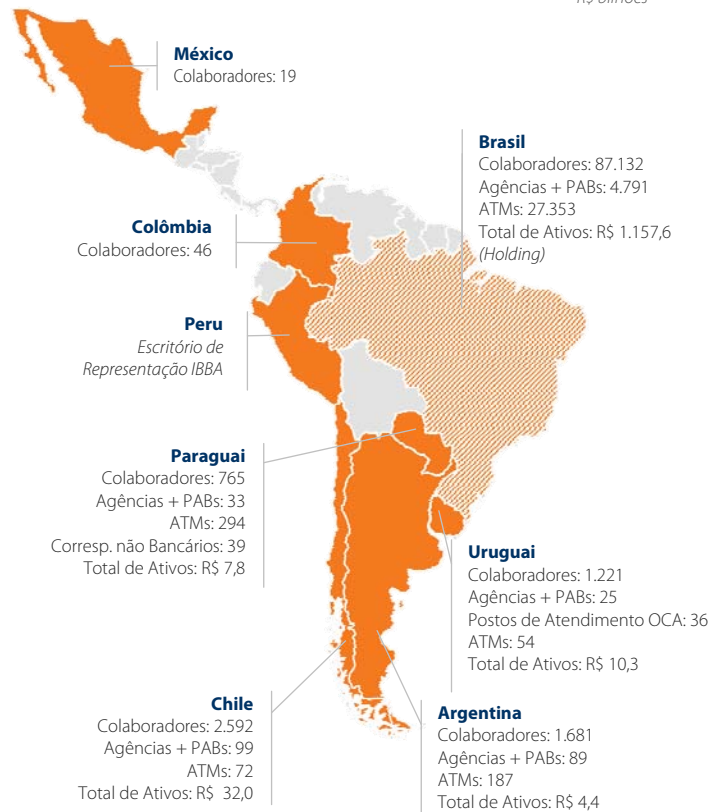 R$ bilhões
México
Colaboradores: 19
Brasil
Colaboradores: 87.132
Agências + PABs: 4.791
ATMs: 27.353
Total de Ativos: R$ 1.157,6
(Holding)
Colômbia
Colaboradores: 46
Peru
Escritório de
Representação IBBA
Paraguai
Colaboradores: 765
Agências + PABs: 33
ATMs: 294
Corresp. não Bancários: 39
Total de Ativos: R$ 7,8
Uruguai
Colaboradores: 1.221
Agências + PABs: 25
Postos de Atendimento OCA: 36
ATMs: 54
Total de Ativos: R$ 10,3
Chile
Colaboradores: 2.592
Agências + PABs: 99
ATMs: 72
Total de Ativos: R$ 32,0
Argentina
Colaboradores: 1.681
Agências + PABs: 89
ATMs: 187
Total de Ativos: R$ 4,4